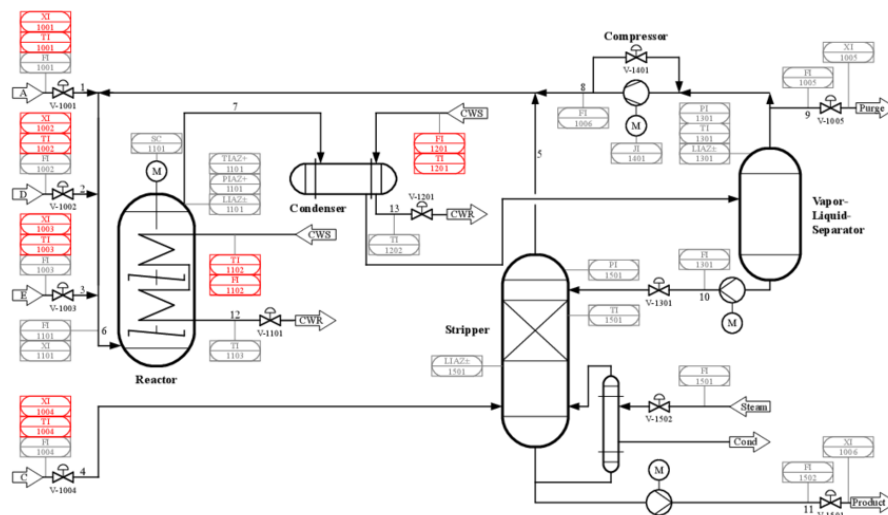 XI
1001
TI
1001
FI
1001
A
V-1001
1
XI
1002
TI
1002
FI
1002
D
V-1002
2
XI
1003
TI
1003
FI
1003
E
V-1003
3
FI
1101
XI
1101
6
XI
1004
TI
1004
FI
1004
C
V-1004
4
7
SC
1101
M
TIAZ+
1101
PIAZ+
1101
LIAZ±
1101
Reactor
CWS
TI
1102
FI
1102
12
V-1101
CWR
TI
1103
CWS
FI
1201
TI
1201
Condenser
V-1201
13
CWR
TI
1202
5
8
FI
1006
Compressor
V-1401
M
JI
1401
PI
1301
TI
1301
LIAZ±
1301
FI
1005
XI
1005
9
V-1005
Purge
Vapor-
Liquid-
Separator
FI
1301
V-1301
10
M
Stripper
PI
1501
TI
1501
LIAZ±
1501
FI
1501
V-1502
Steam
Cond
M
FI
1502
XI
1006
11
V-1501
Product